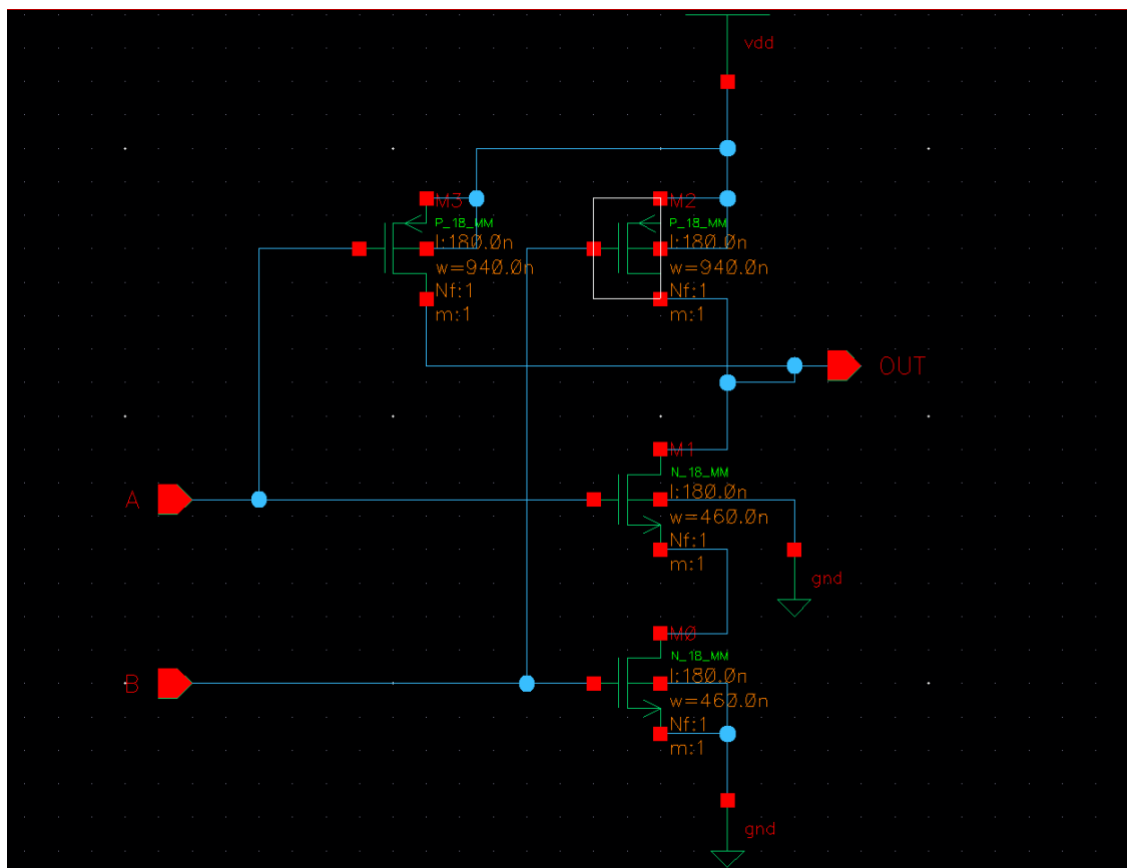 vdd
M3
P_18_MM
l:180.0n
w=940.0n
Nf:1
m:1
M2
P_18_MM
l:180.0n
w=940.0n
Nf:1
m:1
OUT
A
M1
N_18_MM
l:180.0n
w=460.0n
Nf:1
m:1
gnd
B
M0
N_18_MM
l:180.0n
w=460.0n
Nf:1
m:1
gnd